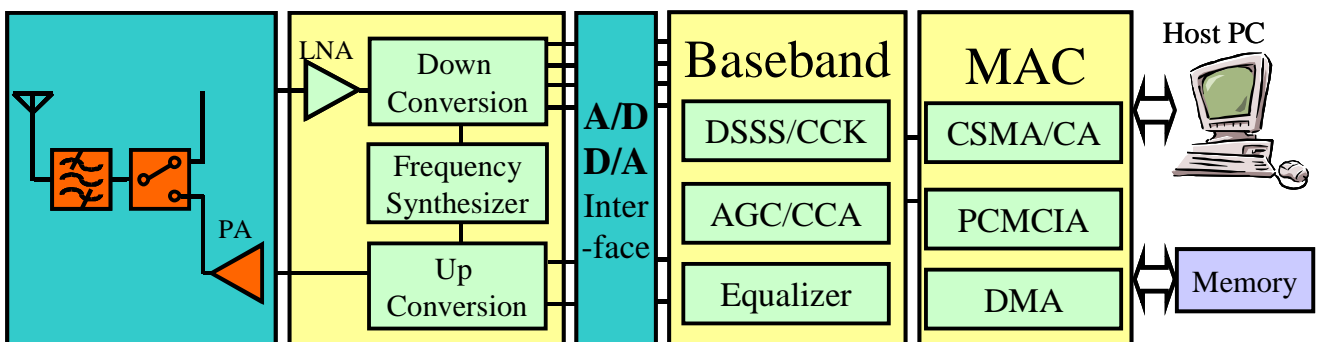 PA
LNA
Down
Conversion
Frequency
Synthesizer
Up
Conversion
A/D
D/A
Inter
-face
Baseband
DSSS/CCK
AGC/CCA
Equalizer
MAC
CSMA/CA
PCMCIA
DMA
Host PC
Memory